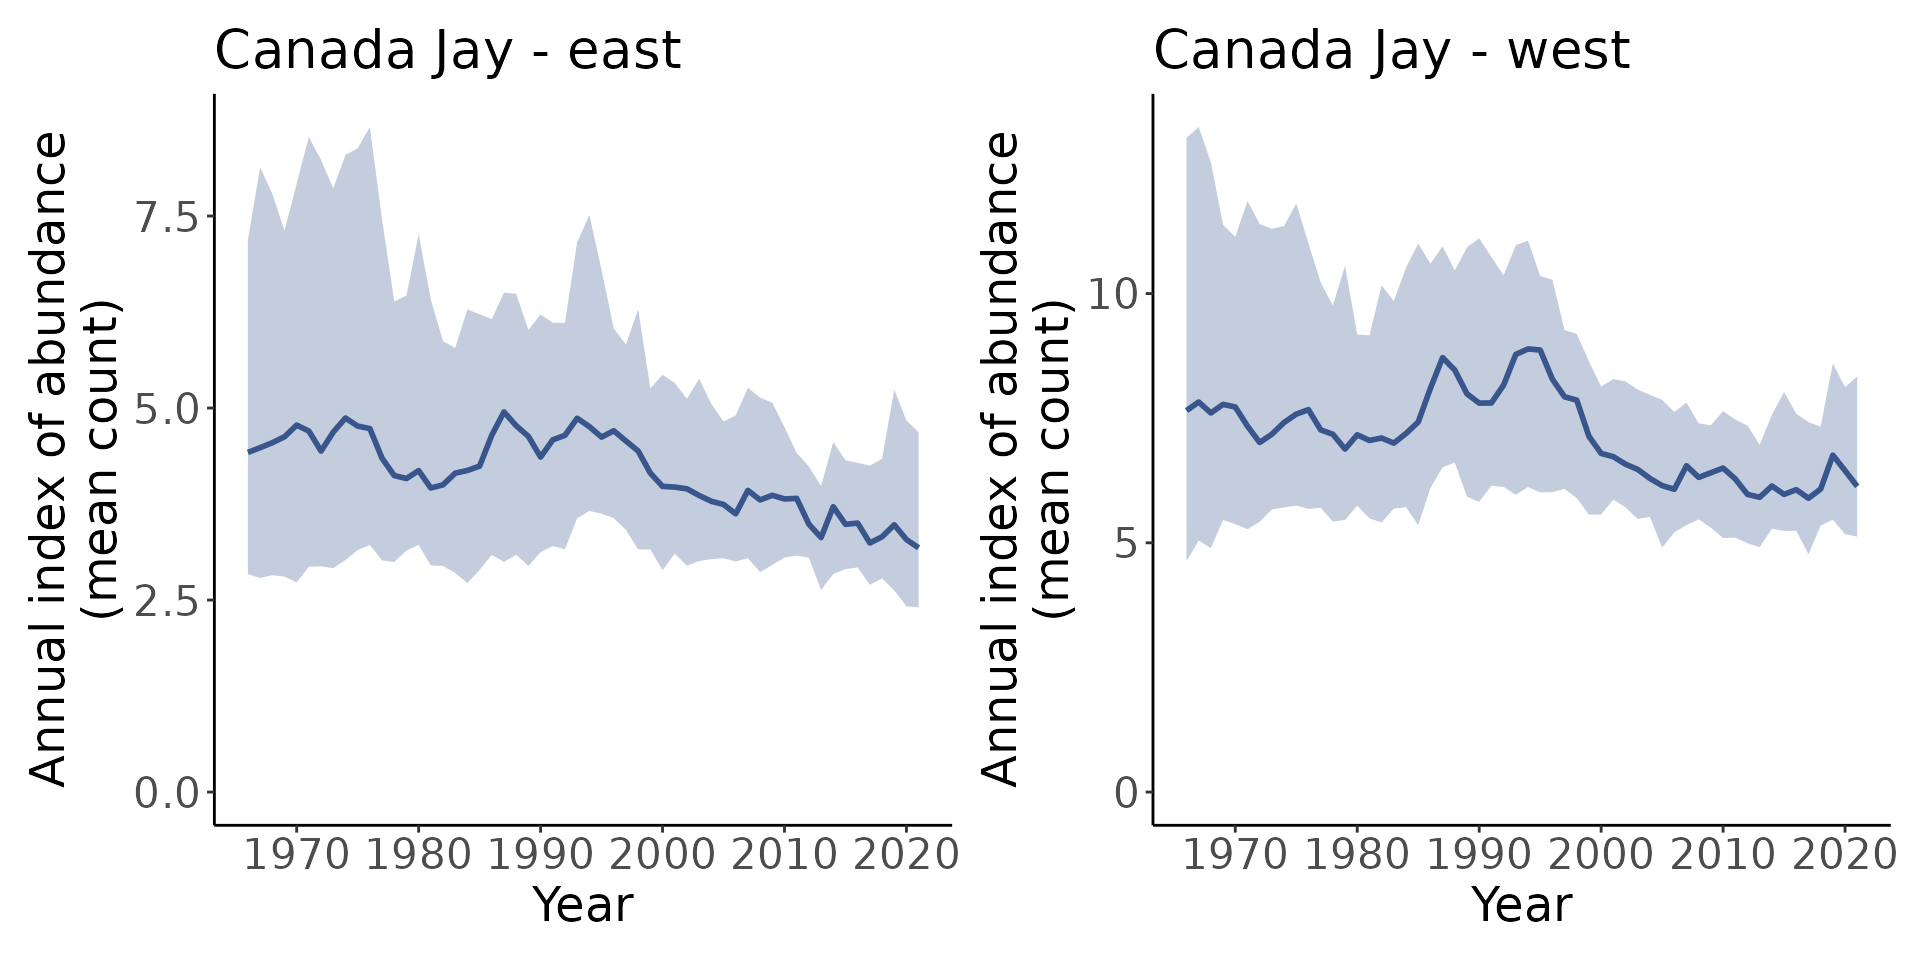 Canada Jay - east
Annual index of abundance
(mean count)
7.5
5.0
2.5
0.0
1970 1980 1990 2000 2010 2020
Year
Canada Jay - west
Annual index of abundance
(mean count)
10
5
0
1970 1980 1990 2000 2010 2020
Year